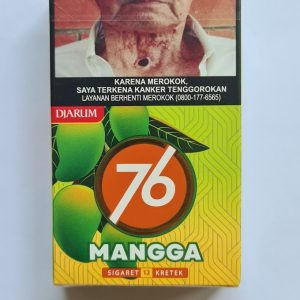 KARENA MEROKOK,
SAYA TERKENA KANKER TENGGOROKAN
LAYANAN BERHENTI MEROKOK (0800-177-6565)
DJARUM
76
MANGGA
SIGARET 12 KRETEK